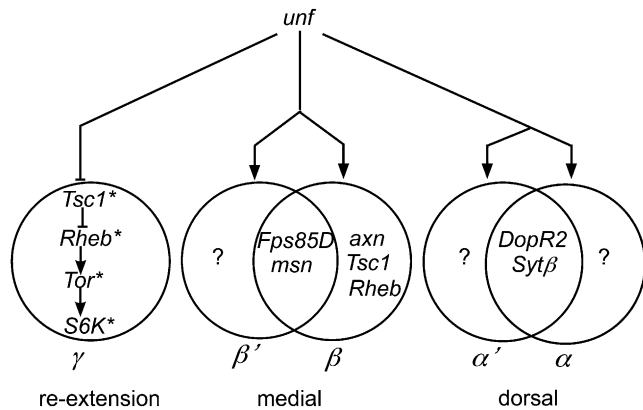 unf
Tsc1*
Rheb*
Tor*
S6K*
γ
re-extension
?
Fps85D
msn
axn
Tsc1
Rheb
β’
β
medial
?
DopR2
Sytβ
?
α’
α
dorsal